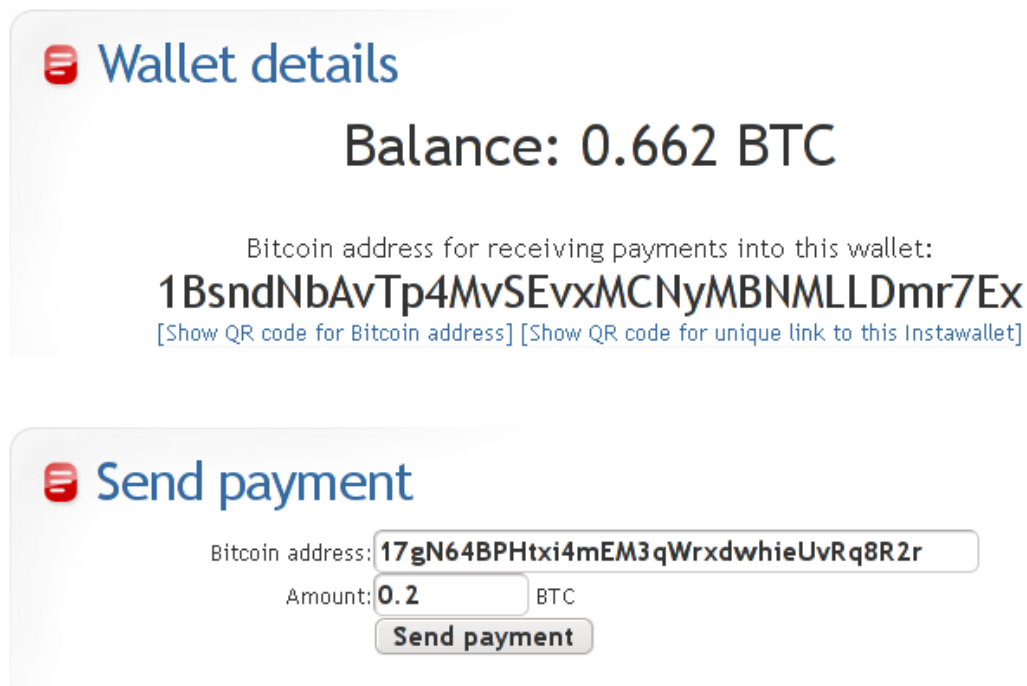 Wallet details
Balance: 0.662 BTC
Bitcoin address for receiving payments into this wallet:
1BsndNbAvTp4MvSEvxMCNyMBNMLLDmr7Ex
[Show QR code for Bitcoin address] [Show QR code for unique link to this Instawallet]
Send payment
Bitcoin address: 17gN64BPHtxi4mEM3qWrxdwhieUvRq8R2r
Amount: 0.2 BTC
Send payment